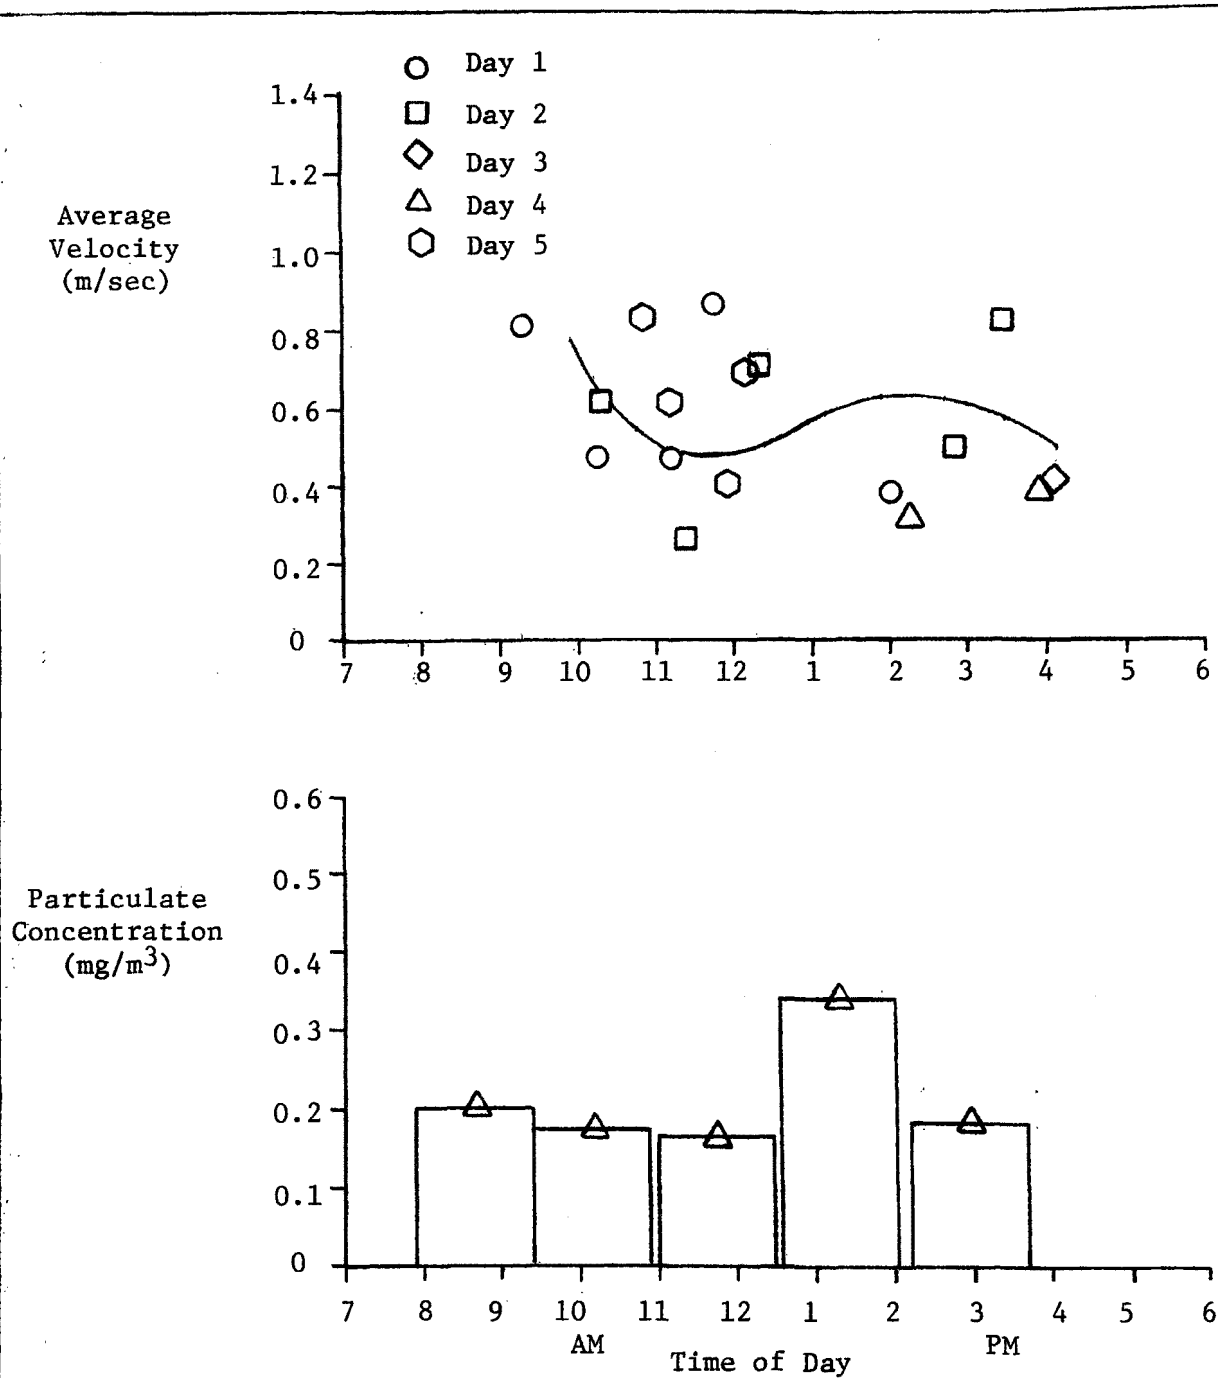 Day 1
Day 2
Day 3
Day 4
Day 5
Average
Velocity
(m/sec)
1.4
1.2
1.0
0.8
0.6
0.4
0.2
0
7 8 9 10 11 12 1 2 3 4 5 6
Particulate
Concentration
(mg/m³)
0.6
0.5
0.4
0.3
0.2
0.1
0
7 8 9 10 11 12 1 2 3 4 5 6
AM PM
Time of Day